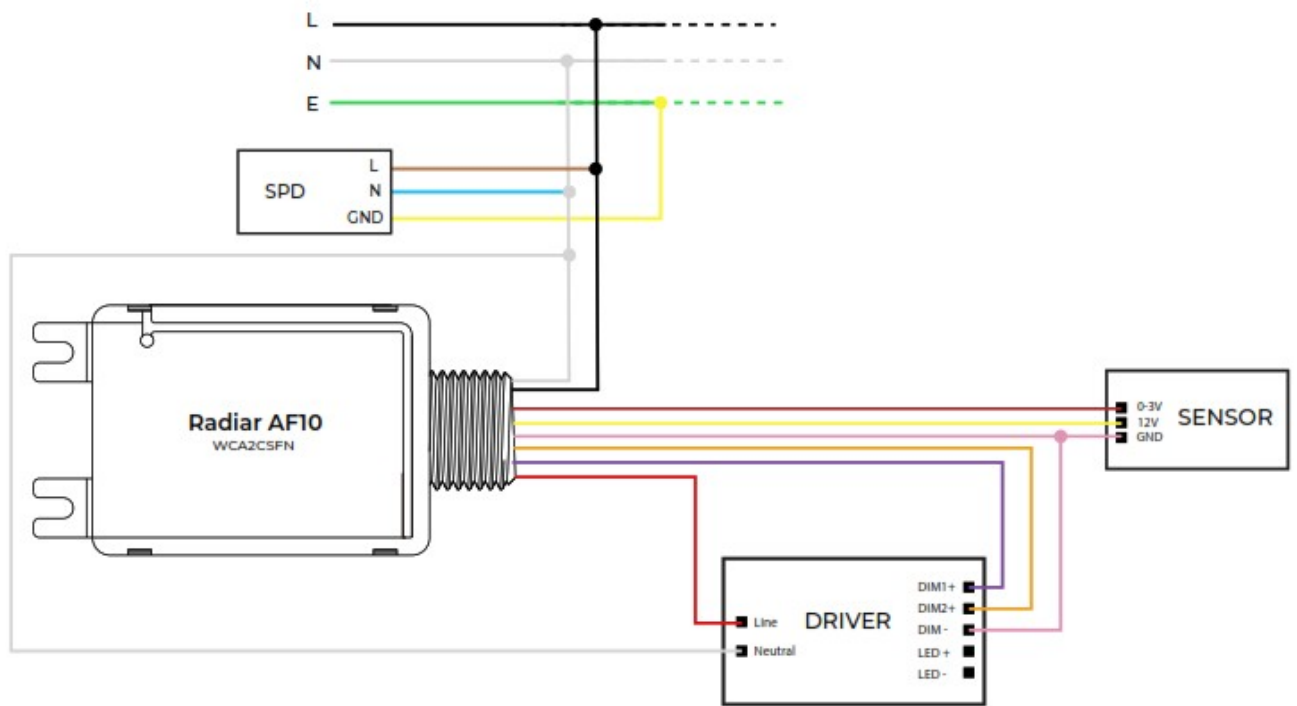 L
N
E
SPD
L
N
GND
Radiar AF10
WCA2CSFN
0-3V
12V
GND
SENSOR
DRIVER
Line
Neutral
DIM1+
DIM2+
DIM -
LED +
LED -